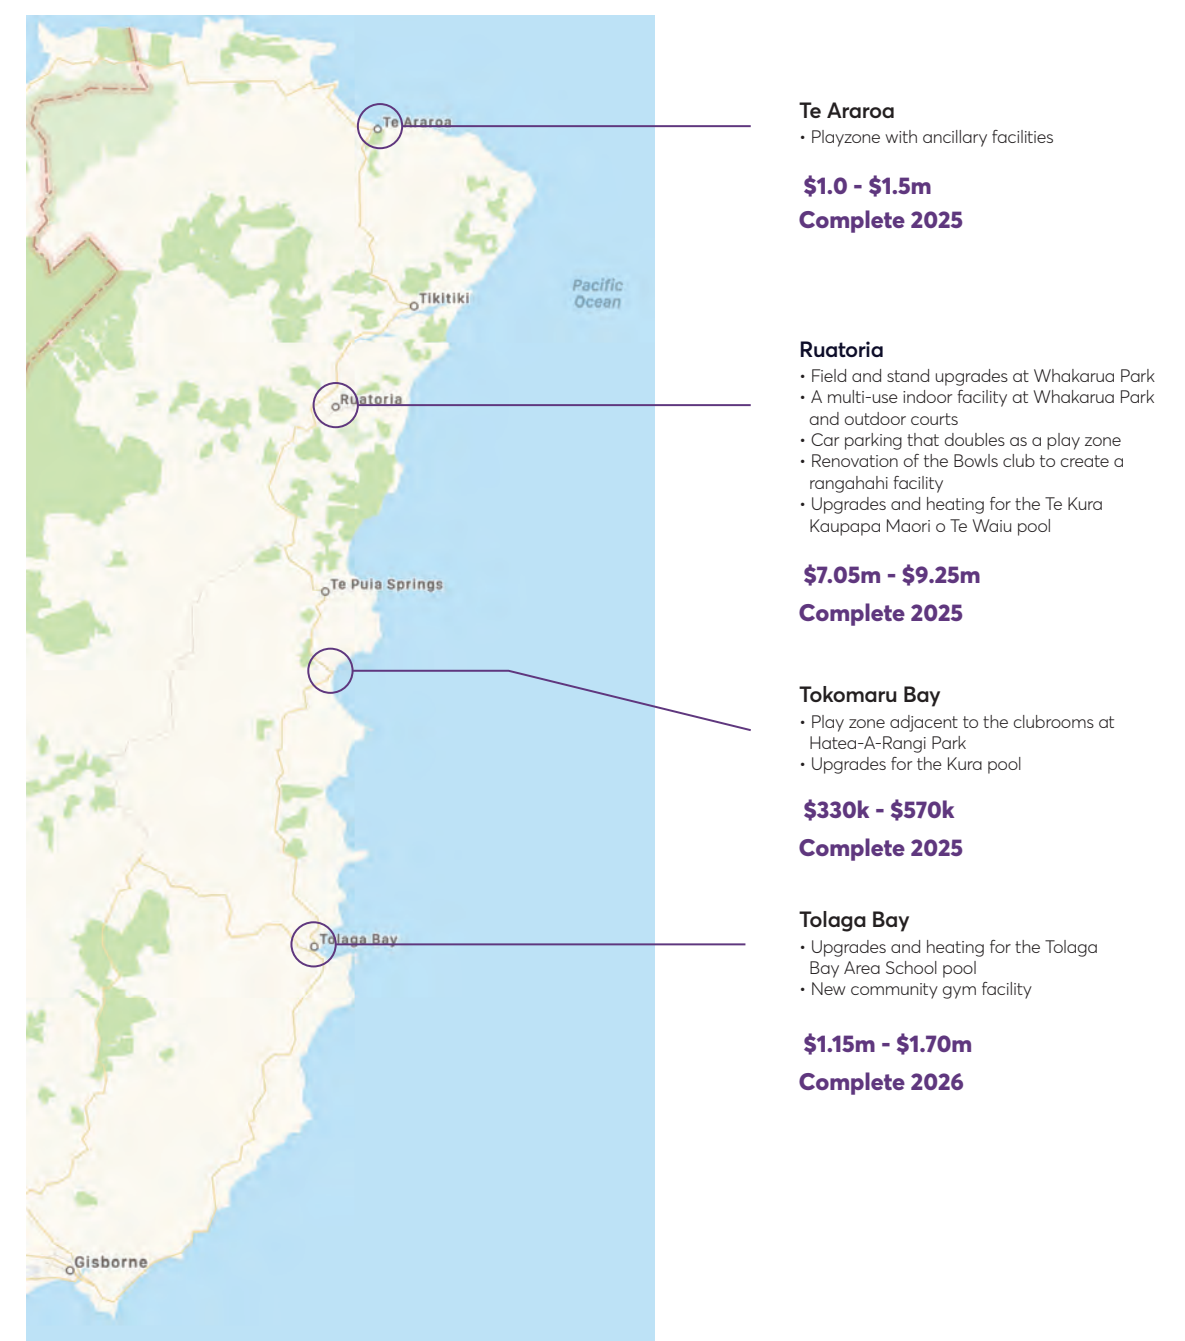 Te Araroa
Te Araroa
• Playzone with ancillary facilities
$1.0 - $1.5m
Complete 2025
Pacific
Ocean
Tikitiki
Ruatoria
Ruatoria
• Field and stand upgrades at Whakarua Park
• A multi-use indoor facility at Whakarua Park
and outdoor courts
• Car parking that doubles as a play zone
• Renovation of the Bowls club to create a
rangahahi facility
• Upgrades and heating for the Te Kura
Kaupapa Maori o Te Waiu pool
$7.05m - $9.25m
Complete 2025
Te Puia Springs
Tokomaru Bay
• Play zone adjacent to the clubrooms at
Hatea-A-Rangi Park
• Upgrades for the Kura pool
$330k - $570k
Complete 2025
Tolaga Bay
Tolaga Bay
• Upgrades and heating for the Tolaga
Bay Area School pool
• New community gym facility
$1.15m - $1.70m
Complete 2026
Gisborne